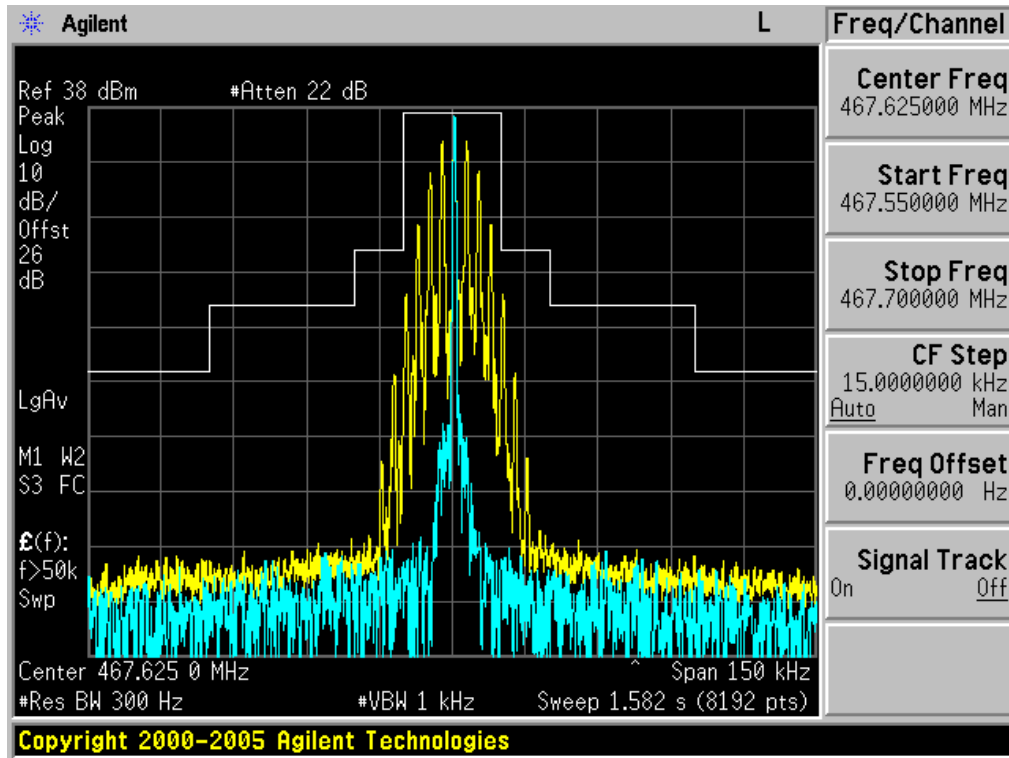 Agilent L
Ref 38 dBm #Atten 22 dB
Peak
Log
10
dB/
Offst
26
dB
LgAv
M1 W2
S3 FC
£(f):
f>50k
Swp
Center 467.625 0 MHz ^ Span 150 kHz
#Res BW 300 Hz #VBW 1 kHz Sweep 1.582 s (8192 pts)
Copyright 2000-2005 Agilent Technologies
Freq/Channel
Center Freq
467.625000 MHz
Start Freq
467.550000 MHz
Stop Freq
467.700000 MHz
CF Step
15.0000000 kHz
Auto Man
Freq Offset
0.00000000 Hz
Signal Track
On Off